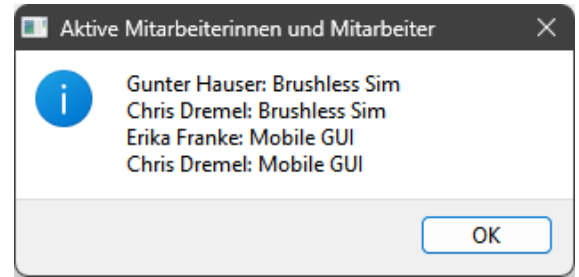 Aktive Mitarbeiterinnen und Mitarbeiter
Gunter Hauser: Brushless Sim
Chris Dremel: Brushless Sim
Erika Franke: Mobile GUI
Chris Dremel: Mobile GUI
OK